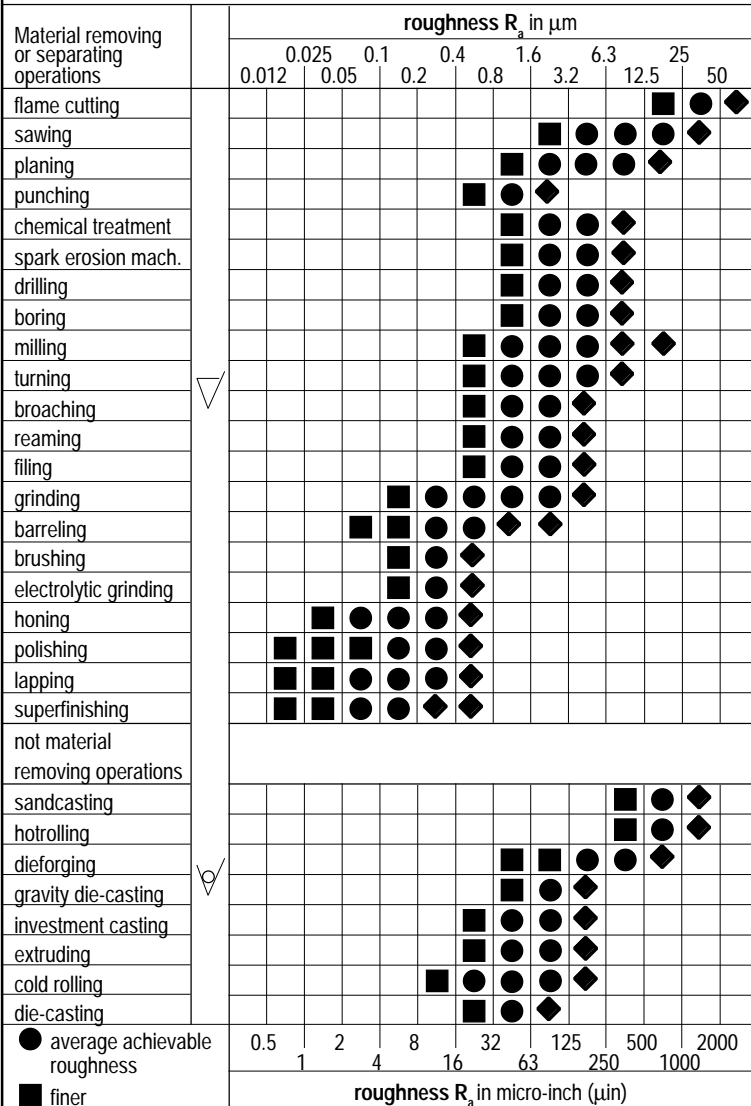 roughness Ra in μm
Material removing
or separating
operations
0.025 0.1 0.4 1.6 6.3 25
0.012 0.05 0.2 0.8 3.2 12.5 50
flame cutting
sawing
planing
punching
chemical treatment
spark erosion mach.
drilling
boring
milling
turning
broaching
reaming
filing
grinding
barreling
brushing
electrolytic grinding
honing
polishing
lapping
superfinishing
not material
removing operations
sandcasting
hotrolling
dieforging
gravity die-casting
investment casting
extruding
cold rolling
die-casting
average achievable
roughness
finer
0.5 2 8 32 125 500 2000
1 4 16 63 250 1000
roughness Ra in micro-inch (μin)